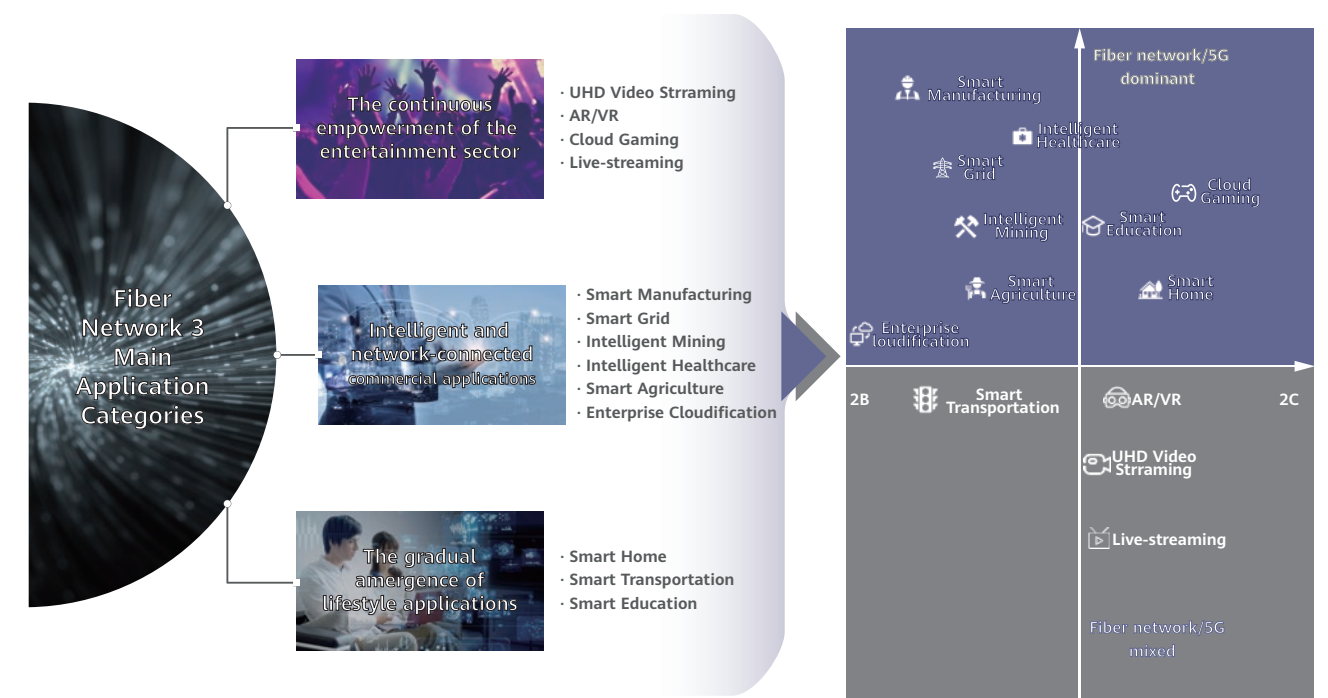 Fiber
Network 3
Main
Application
Categories
The continuous
empowerment of the
entertainment sector
· UHD Video Strraming
· AR/VR
· Cloud Gaming
· Live-streaming
Intelligent and
network-connected
commercial applications
· Smart Manufacturing
· Smart Grid
· Intelligent Mining
· Intelligent Healthcare
· Smart Agriculture
· Enterprise Cloudification
The gradual
amergence of
lifestyle applications
· Smart Home
· Smart Transportation
· Smart Education
Fiber network/5G
dominant
Smart
Manufacturing
Intelligent
Healthcare
Smart
Grid
Cloud
Gaming
Intelligent
Mining
Smart
Education
Smart
Agriculture
Smart
Home
Enterprise
loudification
2B
Smart
Transportation
AR/VR
2C
UHD Video
Strraming
Live-streaming
Fiber network/5G
mixed